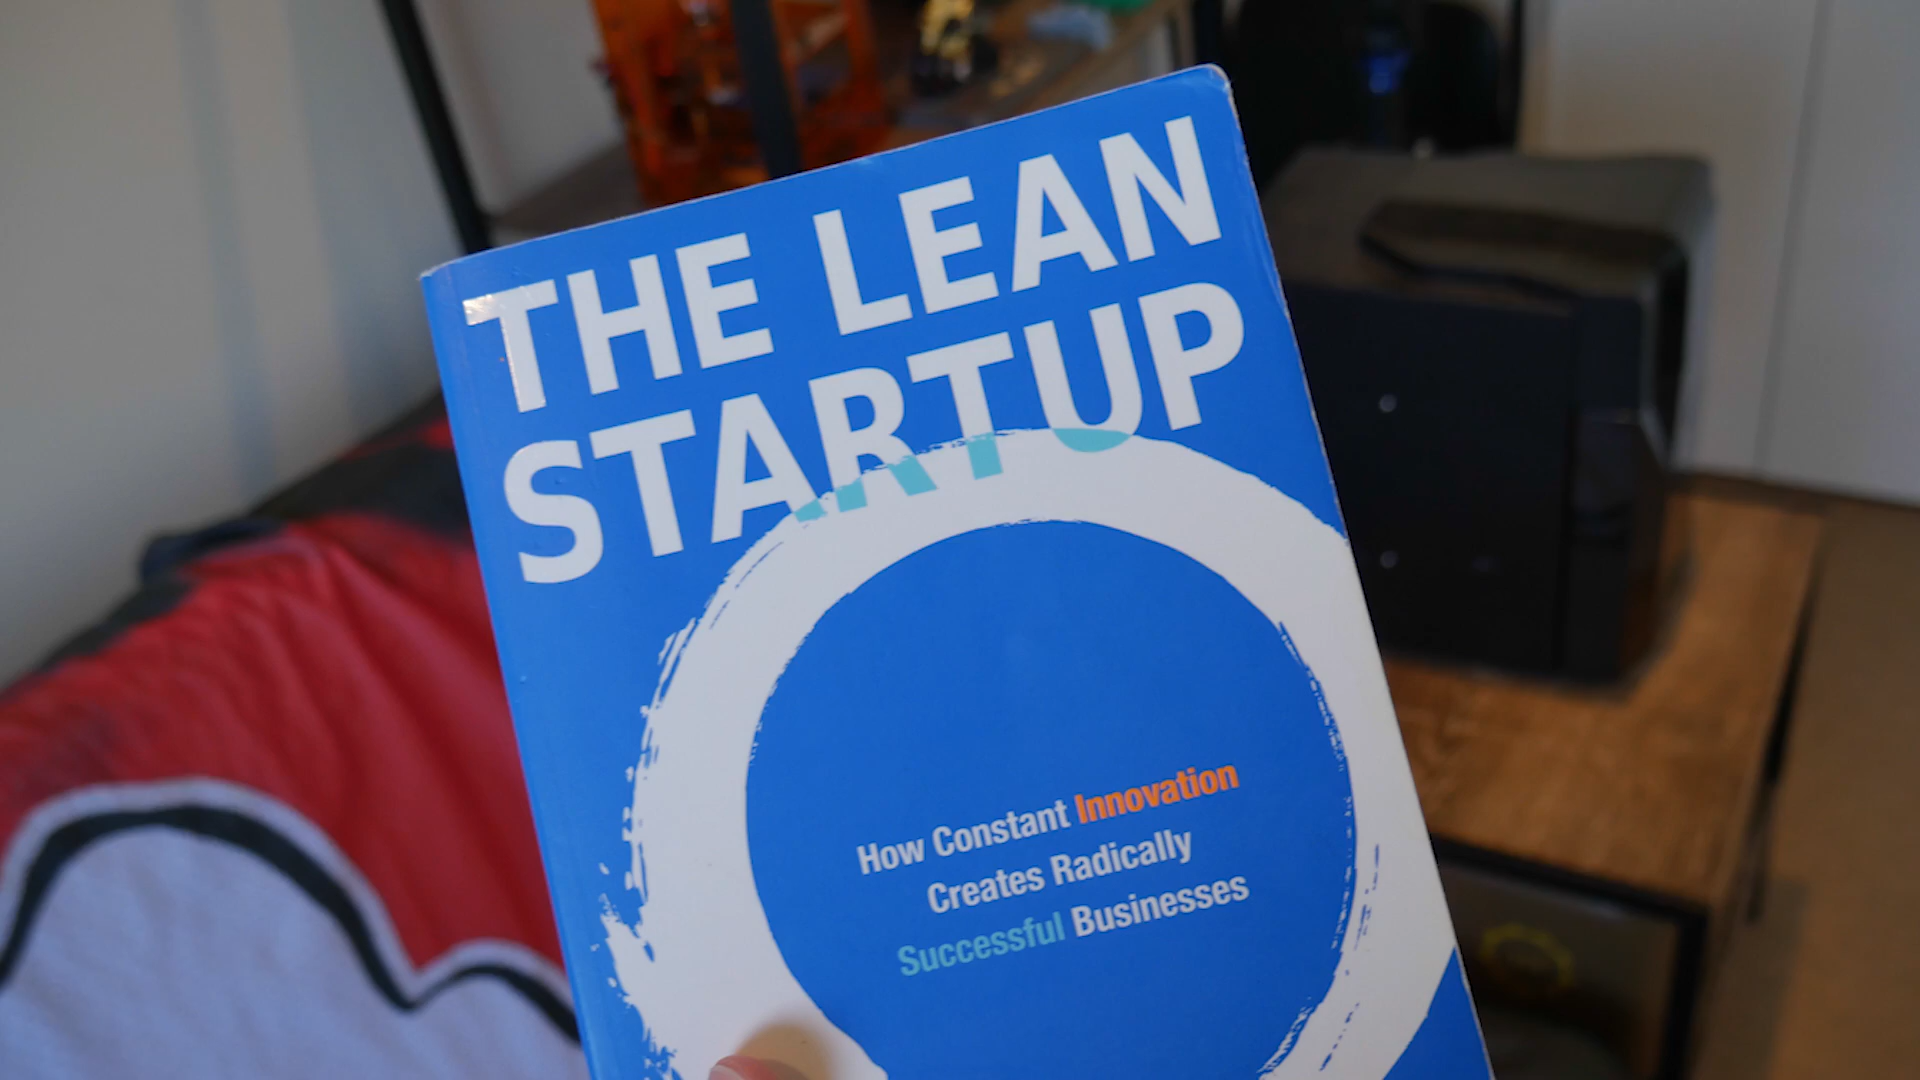 THE LEAN
STARTUP
How Constant Innovation
Creates Radically
Successful Businesses